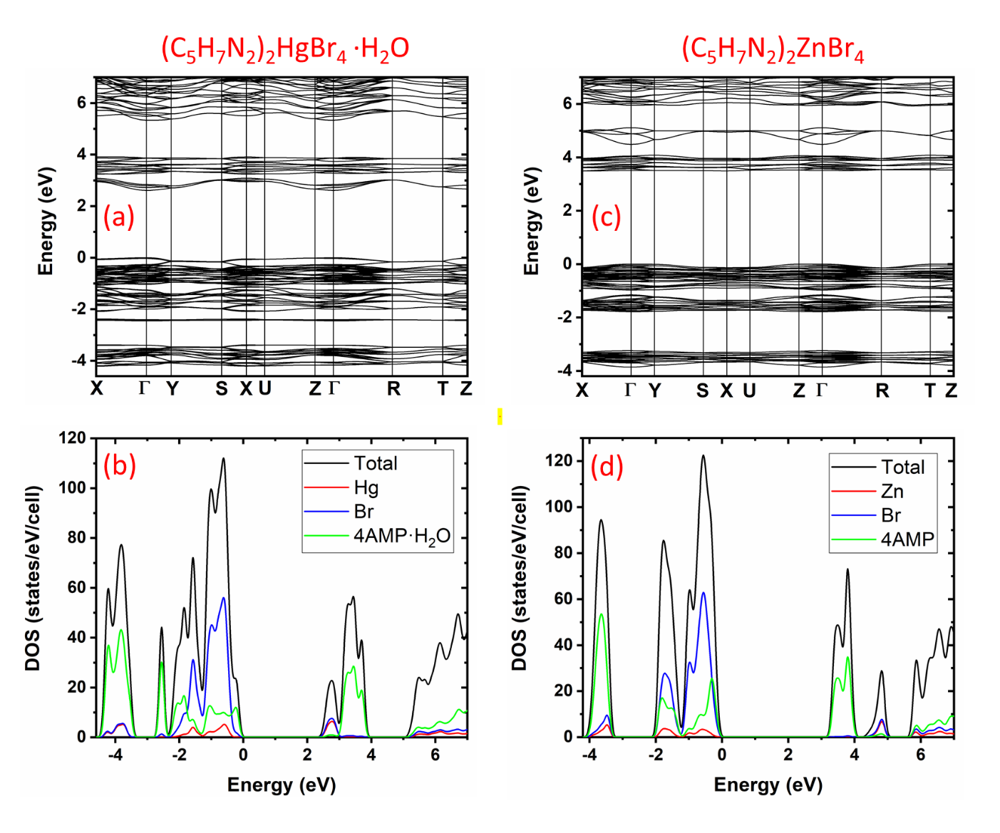 (C₅H₇N₂)₂HgBr₄ ·H₂O
(C₅H₇N₂)₂ZnBr₄
Energy (eV)
6
4
2
0
-2
-4
(a)
X Γ Y S X U Z Γ R T Z
Energy (eV)
6
4
2
0
-2
-4
(c)
X Γ Y S X U Z Γ R T Z
DOS (states/eV/cell)
120
100
80
60
40
20
0
(b)
Total
Hg
Br
4AMP·H₂O
-4 -2 0 2 4 6
Energy (eV)
DOS (states/eV/cell)
120
100
80
60
40
20
0
(d)
Total
Zn
Br
4AMP
-4 -2 0 2 4 6
Energy (eV)